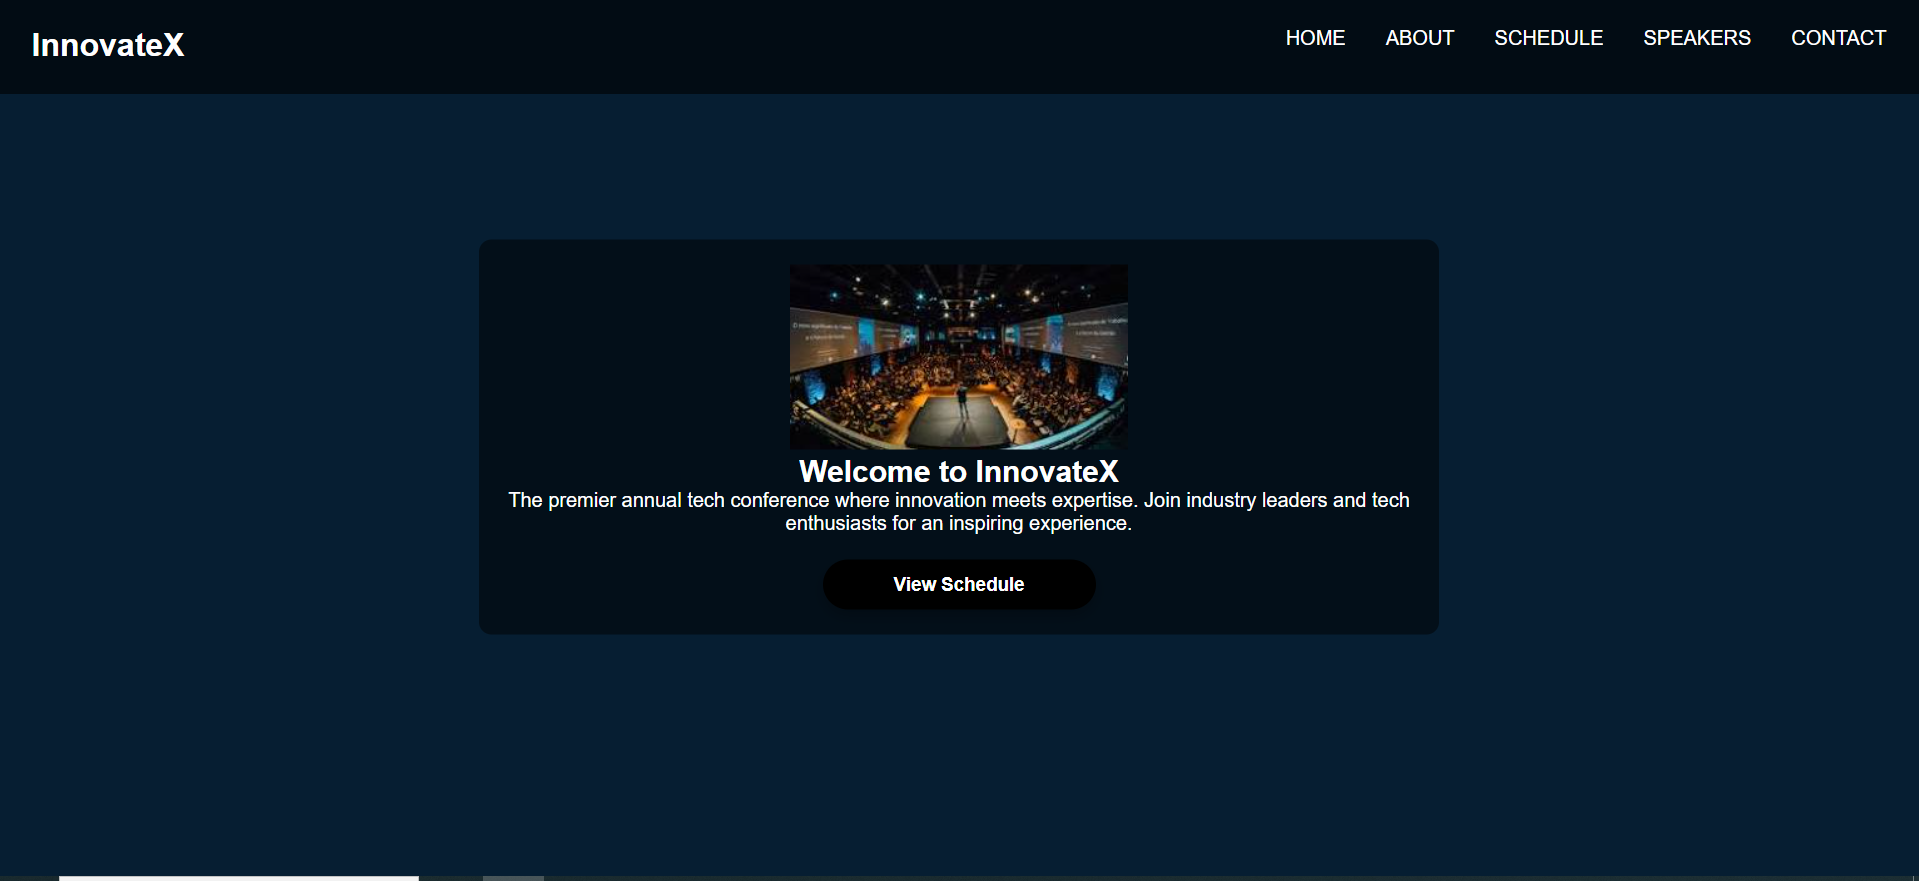 InnovateX
HOME ABOUT SCHEDULE SPEAKERS CONTACT
Welcome to InnovateX
The premier annual tech conference where innovation meets expertise. Join industry leaders and tech
enthusiasts for an inspiring experience.
View Schedule